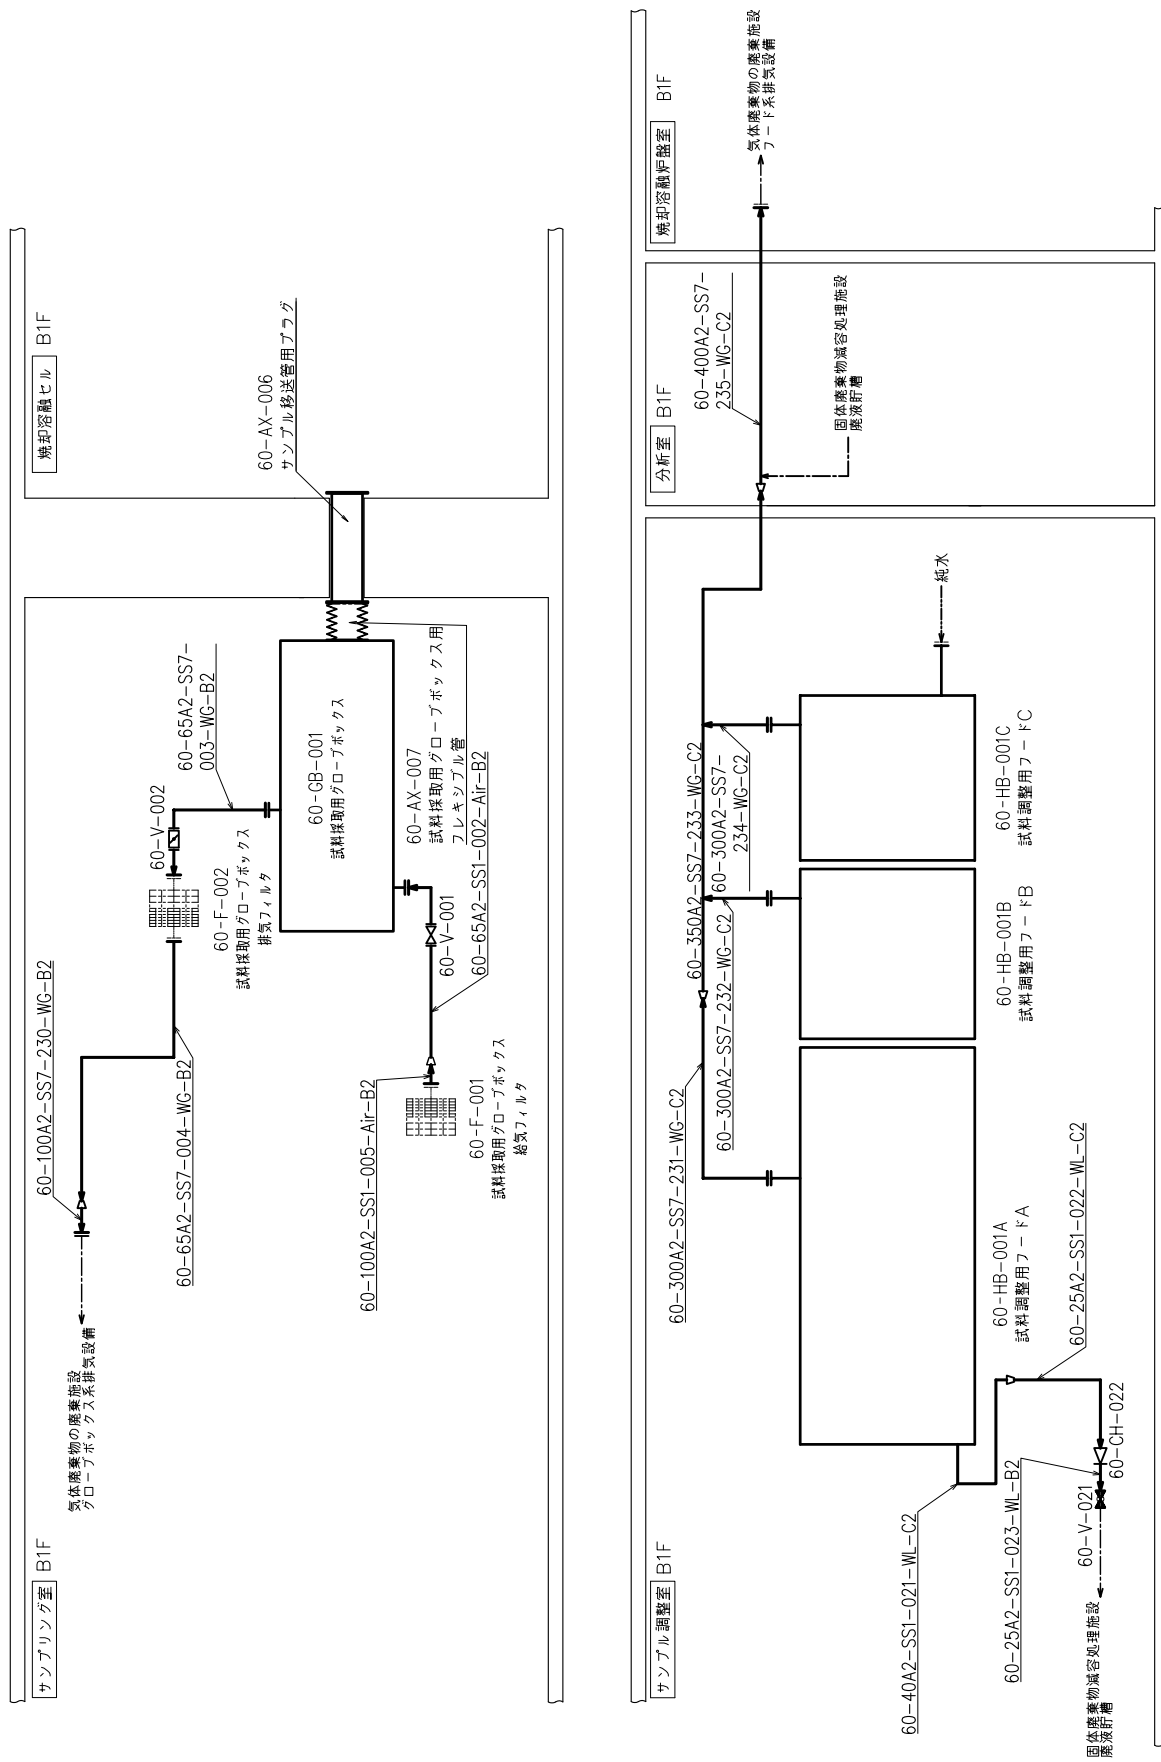 サンプリング室 B1F
焼却溶融セル B1F
気体廃棄物の廃棄施設
グローブボックス系排気設備
60-100A2-SS7-230-WG-B2
60-65A2-SS7-004-WG-B2
60-F-002
試料採取用グローブボックス
排気フィルタ
60-V-002
60-65A2-SS7-
003-WG-B2
60-GB-001
試料採取用グローブボックス
60-AX-006
サンプル移送管用プラグ
60-AX-007
試料採取用グローブボックス用
フレキシブル管
60-100A2-SS1-005-Air-B2
60-F-001
試料採取用グローブボックス
給気フィルタ
60-V-001
60-65A2-SS1-002-Air-B2
サンプル調整室 B1F
分析室 B1F
焼却溶融炉盤室 B1F
60-300A2-SS7-231-WG-C2
60-300A2-SS7-232-WG-C2
60-350A2-SS7-233-WG-C2
60-300A2-SS7-
234-WG-C2
60-400A2-SS7-
235-WG-C2
気体廃棄物の廃棄施設
フード系排気設備
固体廃棄物減容処理施設
廃液貯槽
純水
60-HB-001A
試料調整用フードA
60-HB-001B
試料調整用フードB
60-HB-001C
試料調整用フードC
60-40A2-SS1-021-WL-C2
60-25A2-SS1-022-WL-C2
60-25A2-SS1-023-WL-B2
60-V-021
60-CH-022
固体廃棄物減容処理施設
廃液貯槽